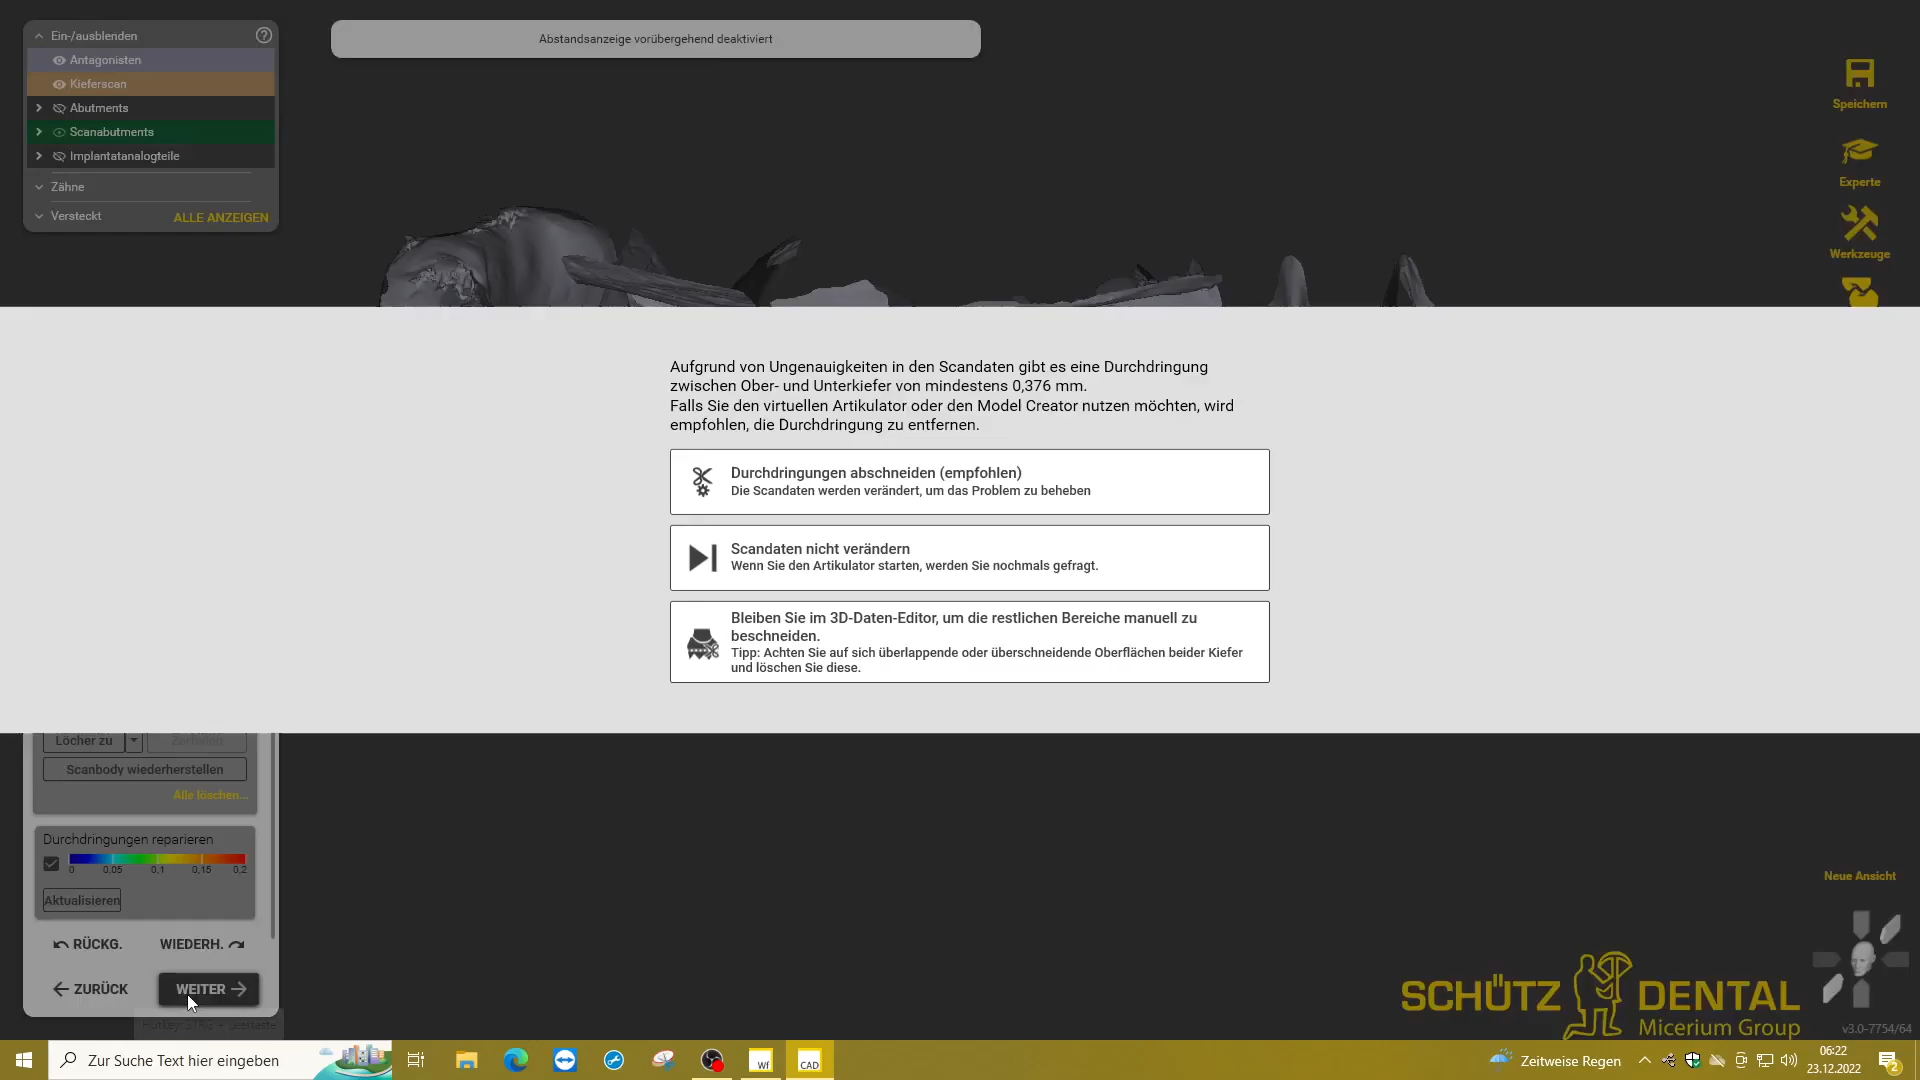 Ein-/ausblenden
Antagonisten
Kieferscan
Abutments
Scanabutments
Implantatanalogteile
Zähne
Versteckt ALLE ANZEIGEN
Abstandsanzeige vorübergehend deaktiviert
Speichern
Experte
Werkzeuge
Aufgrund von Ungenauigkeiten in den Scandaten gibt es eine Durchdringung
zwischen Ober- und Unterkiefer von mindestens 0,376 mm.
Falls Sie den virtuellen Artikulator oder den Model Creator nutzen möchten, wird
empfohlen, die Durchdringung zu entfernen.
Durchdringungen abschneiden (empfohlen)
Die Scandaten werden verändert, um das Problem zu beheben
Scandaten nicht verändern
Wenn Sie den Artikulator starten, werden Sie nochmals gefragt.
Bleiben Sie im 3D-Daten-Editor, um die restlichen Bereiche manuell zu
beschneiden.
Tipp: Achten Sie auf sich überlappende oder überschneidende Oberflächen beider Kiefer
und löschen Sie diese.
Löcher zu
Scanbody wiederherstellen
Alle löschen...
Durchdringungen reparieren
0 0,05 0,1 0,15 0,2
Aktualisieren
RÜCKG. WIEDERH.
ZURÜCK WEITER
Neue Ansicht
SCHÜTZ DENTAL
Micerium Group
v3.0-7754/64
Zur Suche Text hier eingeben
Wf
CAD
Zeitweise Regen
06:22
23.12.2022
2